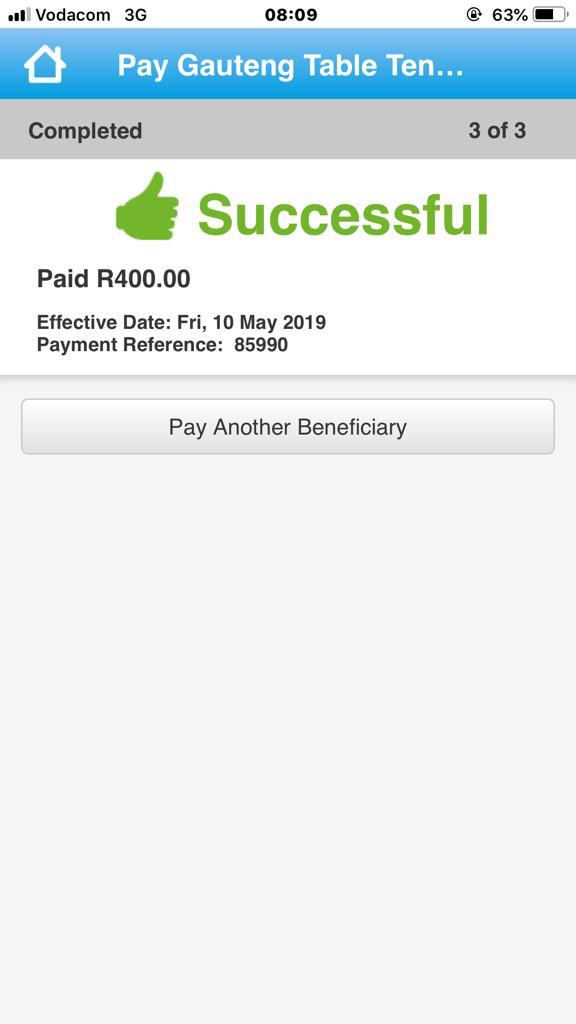 Vodacom 3G 08:09 63%
Pay Gauteng Table Ten...
Completed 3 of 3
Successful
Paid R400.00
Effective Date: Fri, 10 May 2019
Payment Reference: 85990
Pay Another Beneficiary